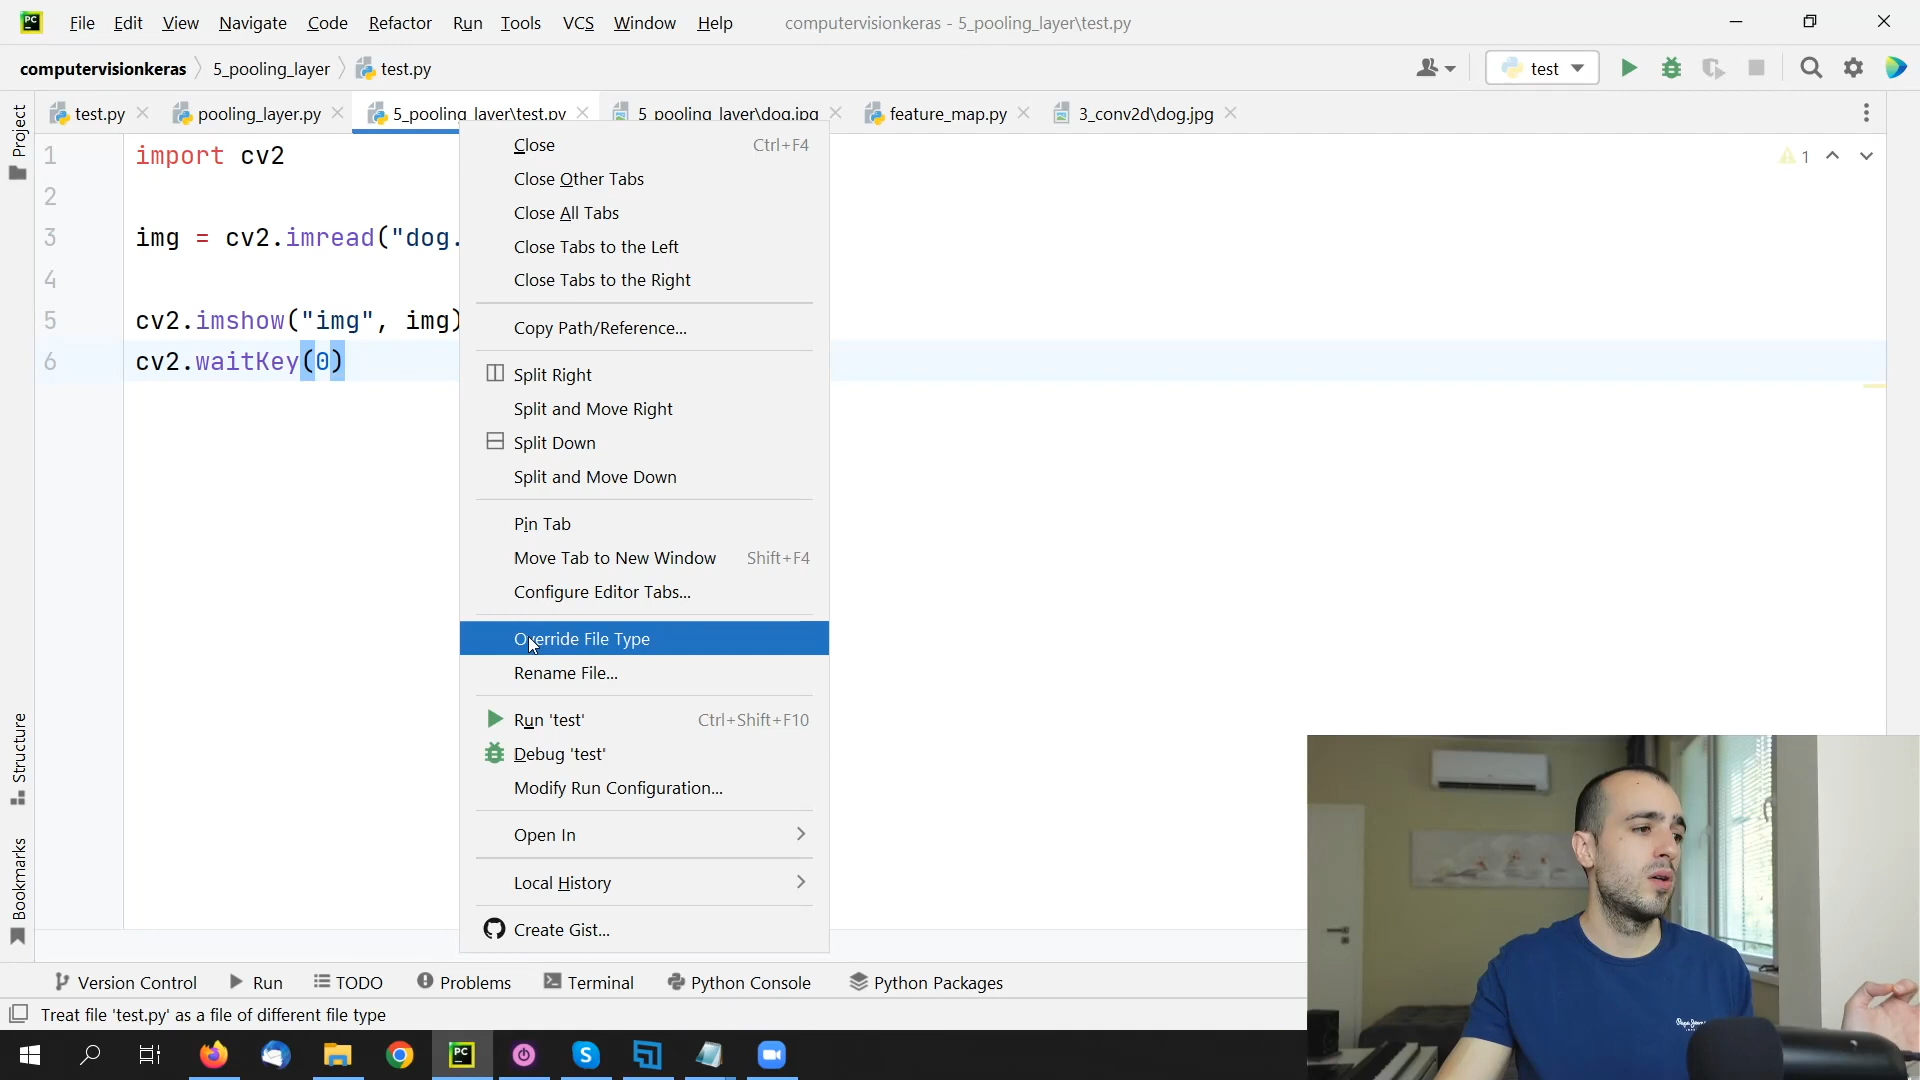 PC File Edit View Navigate Code Refactor Run Tools VCS Window Help computervisionkeras - 5_pooling_layer\test.py
computervisionkeras 5_pooling_layer test.py test
Project
test.py pooling_layer.py 5_pooling_layer\test.py 5_pooling_layer\dog.jpg feature_map.py 3_conv2d\dog.jpg
1 import cv2
1
2
3 img = cv2.imread("dog.
4
5 cv2.imshow("img", img)
6 cv2.waitKey(0)
Close Ctrl+F4
Close Other Tabs
Close All Tabs
Close Tabs to the Left
Close Tabs to the Right
Copy Path/Reference...
Split Right
Split and Move Right
Split Down
Split and Move Down
Pin Tab
Move Tab to New Window Shift+F4
Configure Editor Tabs...
Override File Type
Rename File...
Run 'test' Ctrl+Shift+F10
Debug 'test'
Modify Run Configuration...
Open In
Local History
Create Gist...
Structure
Bookmarks
Version Control Run TODO Problems Terminal Python Console Python Packages
Treat file 'test.py' as a file of different file type
PC S